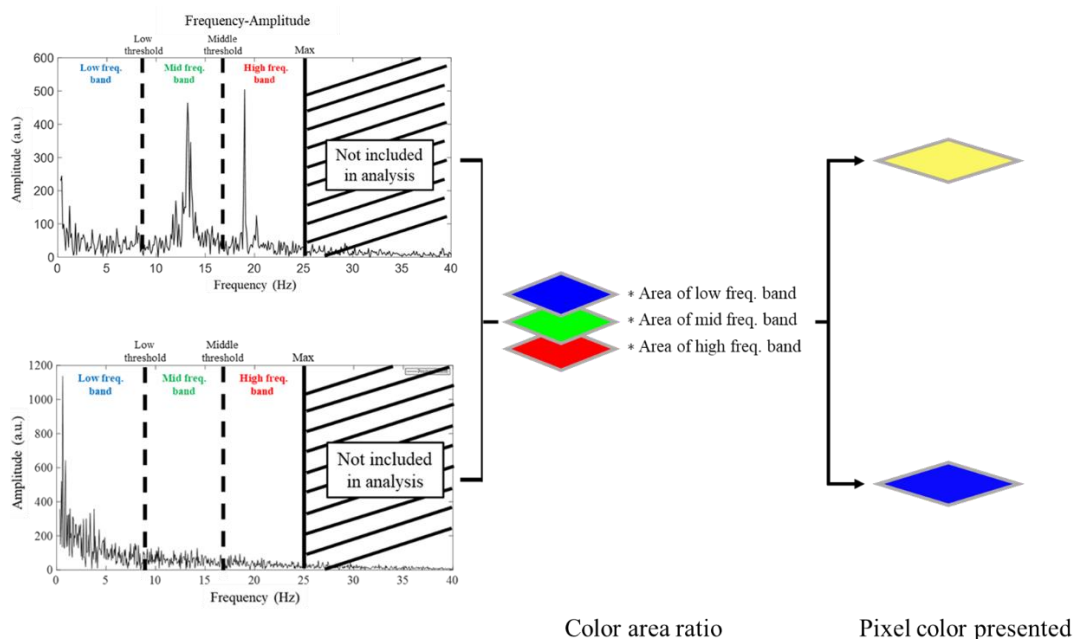 Frequency-Amplitude
Low
threshold
Middle
threshold
Max
Low freq.
band
Mid freq.
band
High freq.
band
Not included
in analysis
Amplitude (a.u.)
600
500
400
300
200
100
0
0 5 10 15 20 25 30 35 40
Frequency (Hz)
Low
threshold
Middle
threshold
Max
Low freq.
band
Mid freq.
band
High freq.
band
Not included
in analysis
Amplitude (a.u.)
1200
1000
800
600
400
200
0
0 5 10 15 20 25 30 35 40
Frequency (Hz)
* Area of low freq. band
* Area of mid freq. band
* Area of high freq. band
Color area ratio
Pixel color presented